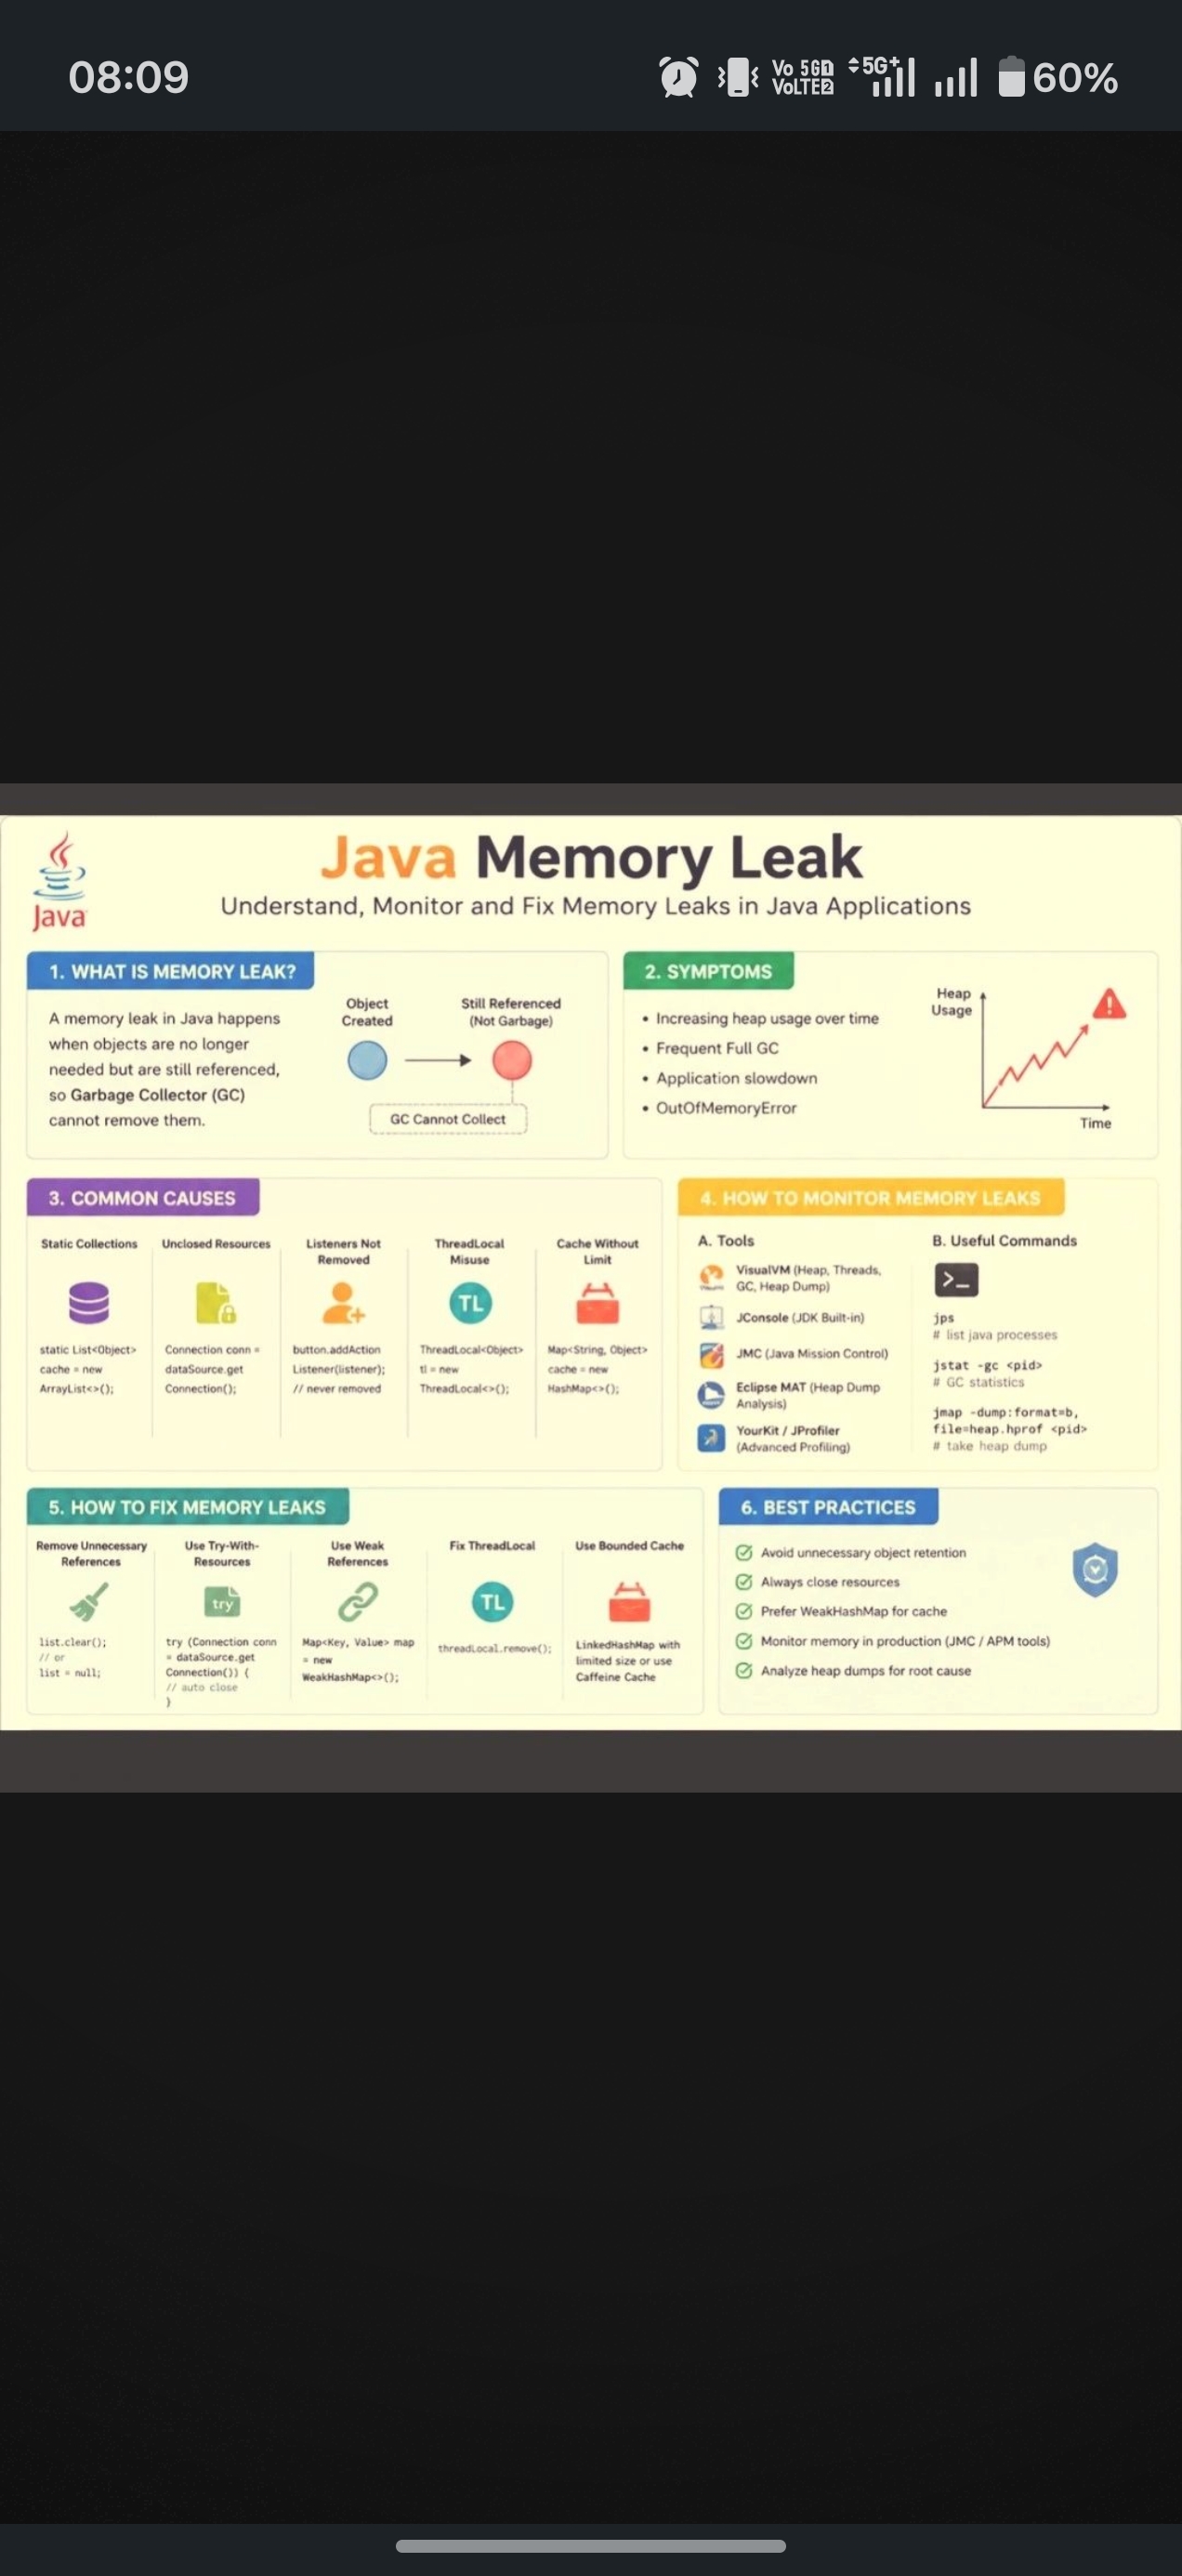 08:09
Vo 5G1
VoLTE2
5G+
60%
Java
Java Memory Leak
Understand, Monitor and Fix Memory Leaks in Java Applications
1. WHAT IS MEMORY LEAK?
A memory leak in Java happens
when objects are no longer
needed but are still referenced,
so Garbage Collector (GC)
cannot remove them.
Object
Created
Still Referenced
(Not Garbage)
GC Cannot Collect
2. SYMPTOMS
• Increasing heap usage over time
• Frequent Full GC
• Application slowdown
• OutOfMemoryError
Heap
Usage
Time
3. COMMON CAUSES
Static Collections
static List<Object>
cache = new
ArrayList<>();
Unclosed Resources
Connection conn =
dataSource.get
Connection();
Listeners Not
Removed
button.addAction
Listener(listener);
// never removed
ThreadLocal
Misuse
TL
ThreadLocal<Object>
tl = new
ThreadLocal<>();
Cache Without
Limit
Map<String, Object>
cache = new
HashMap<>();
4. HOW TO MONITOR MEMORY LEAKS
A. Tools
VisualVM (Heap, Threads,
GC, Heap Dump)
JConsole (JDK Built-in)
JMC (Java Mission Control)
Eclipse MAT (Heap Dump
Analysis)
YourKit / JProfiler
(Advanced Profiling)
B. Useful Commands
>_
jps
# list java processes
jstat -gc <pid>
# GC statistics
jmap -dump:format=b,
file=heap.hprof <pid>
# take heap dump
5. HOW TO FIX MEMORY LEAKS
Remove Unnecessary
References
list.clear();
// or
list = null;
Use Try-With-
Resources
try
try (Connection conn
= dataSource.get
Connection()) {
// auto close
}
Use Weak
References
Map<Key, Value> map
= new
WeakHashMap<>();
Fix ThreadLocal
TL
threadLocal.remove();
Use Bounded Cache
LinkedHashMap with
limited size or use
Caffeine Cache
6. BEST PRACTICES
Avoid unnecessary object retention
Always close resources
Prefer WeakHashMap for cache
Monitor memory in production (JMC / APM tools)
Analyze heap dumps for root cause